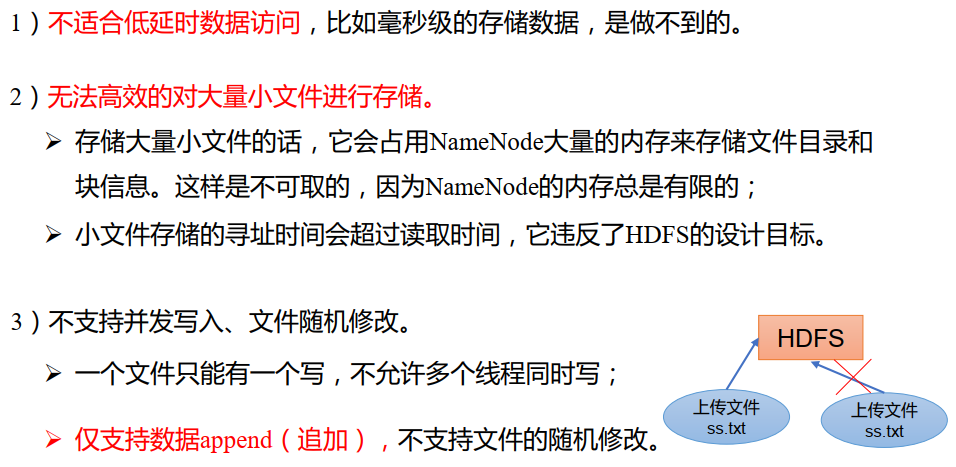 1）不适合低延时数据访问，比如毫秒级的存储数据，是做不到的。
2）无法高效的对大量小文件进行存储。
➢ 存储大量小文件的话，它会占用NameNode大量的内存来存储文件目录和
块信息。这样是不可取的，因为NameNode的内存总是有限的；
➢ 小文件存储的寻址时间会超过读取时间，它违反了HDFS的设计目标。
3）不支持并发写入、文件随机修改。
➢ 一个文件只能有一个写，不允许多个线程同时写；
➢ 仅支持数据append（追加），不支持文件的随机修改。
HDFS
上传文件
ss.txt
上传文件
ss.txt